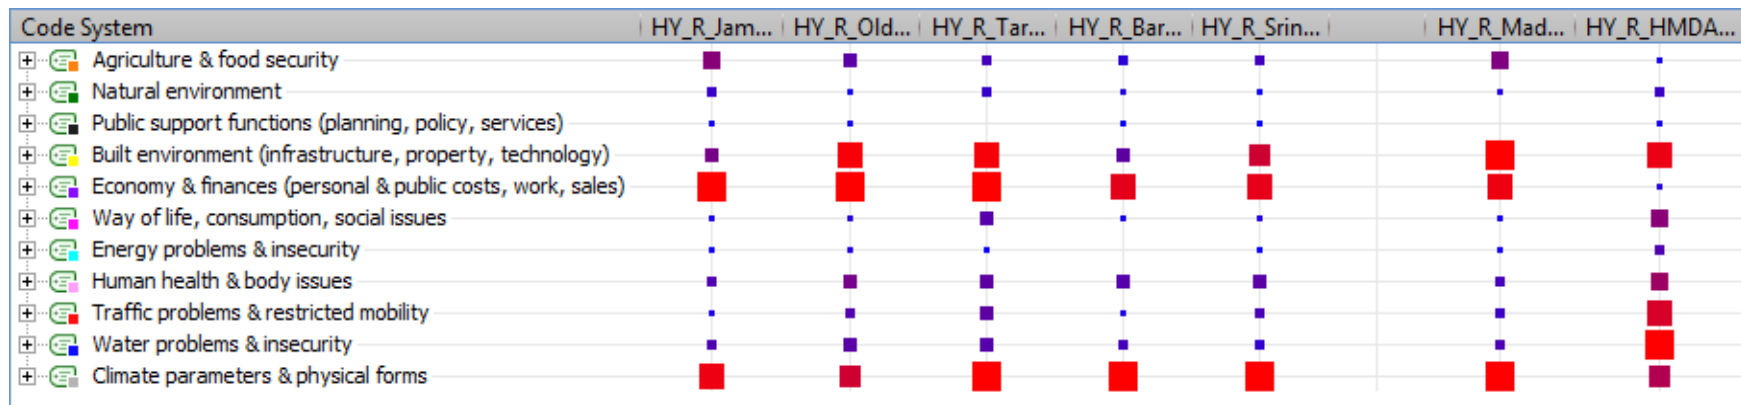 Code System HY_R_Jam... HY_R_Old... HY_R_Tar... HY_R_Bar... HY_R_Srin... HY_R_Mad... HY_R_HMDA...
Agriculture & food security
Natural environment
Public support functions (planning, policy, services)
Built environment (infrastructure, property, technology)
Economy & finances (personal & public costs, work, sales)
Way of life, consumption, social issues
Energy problems & insecurity
Human health & body issues
Traffic problems & restricted mobility
Water problems & insecurity
Climate parameters & physical forms